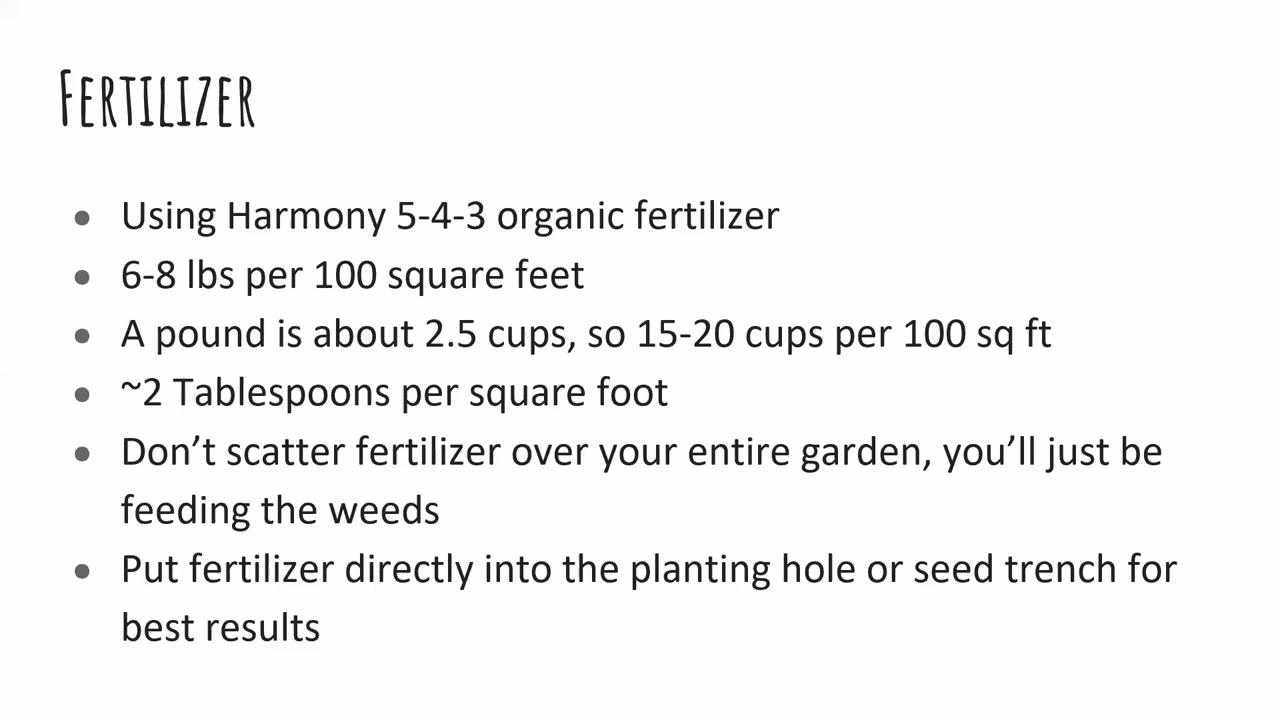 FERTILIZER
● Using Harmony 5-4-3 organic fertilizer
● 6-8 lbs per 100 square feet
● A pound is about 2.5 cups, so 15-20 cups per 100 sq ft
● ~2 Tablespoons per square foot
● Don’t scatter fertilizer over your entire garden, you’ll just be
feeding the weeds
● Put fertilizer directly into the planting hole or seed trench for
best results